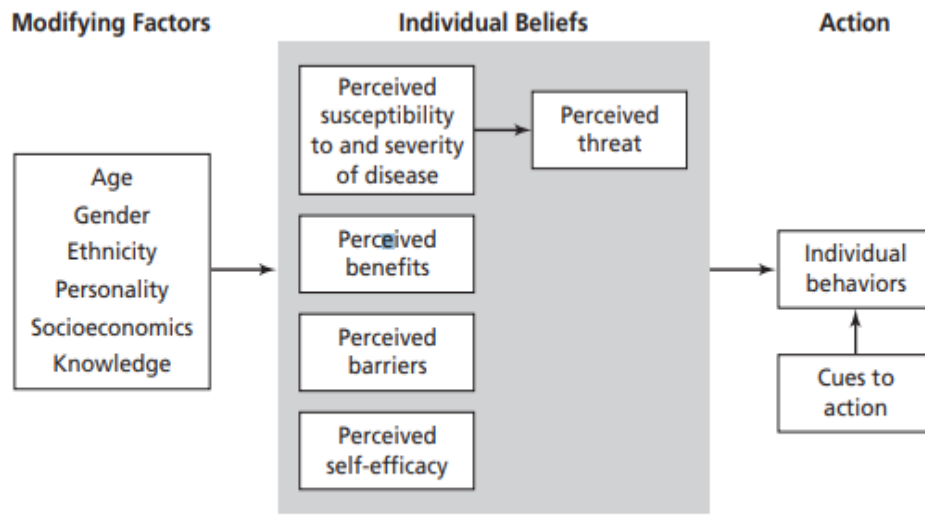 Modifying Factors
Individual Beliefs
Action
Age
Gender
Ethnicity
Personality
Socioeconomics
Knowledge
Perceived
susceptibility
to and severity
of disease
Perceived
threat
Perceived
benefits
Perceived
barriers
Perceived
self-efficacy
Individual
behaviors
Cues to
action